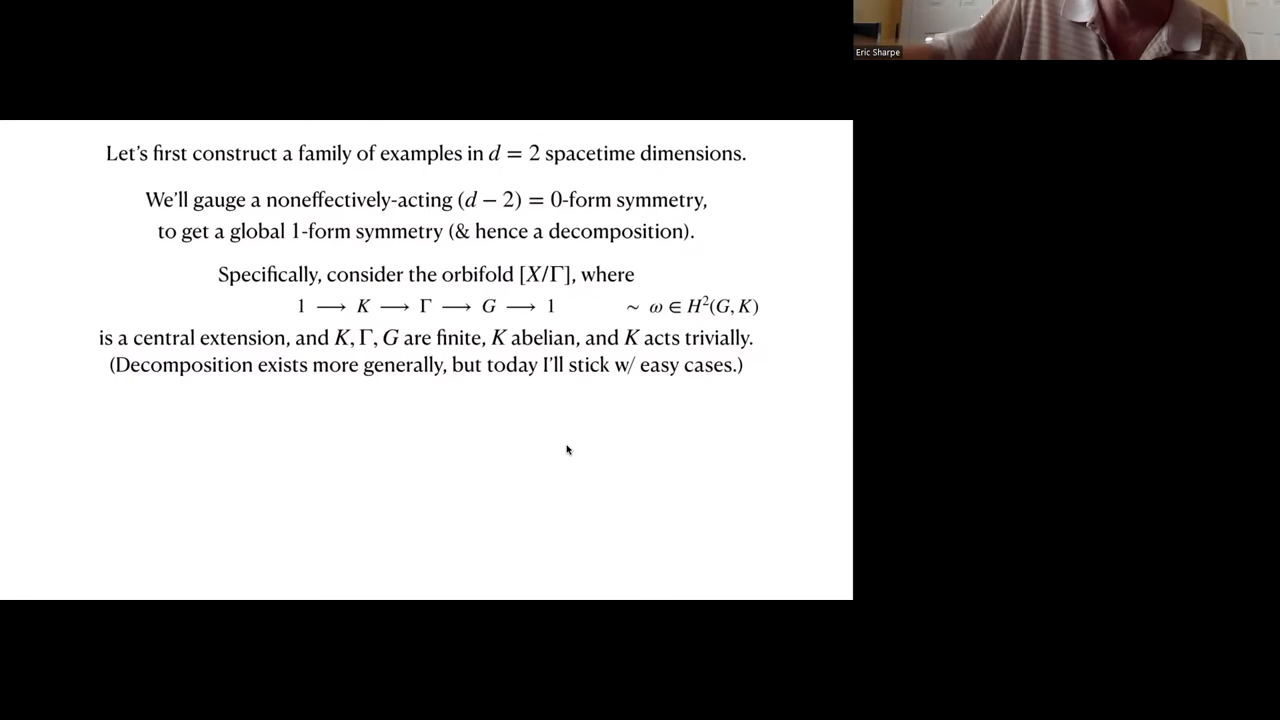 Eric Sharpe
Let's first construct a family of examples in d = 2 spacetime dimensions.
We'll gauge a noneffectively-acting (d − 2) = 0-form symmetry,
to get a global 1-form symmetry (& hence a decomposition).
Specifically, consider the orbifold [X/Γ], where
1 ⟶ K ⟶ Γ ⟶ G ⟶ 1 ~ ω ∈ H²(G, K)
is a central extension, and K, Γ, G are finite, K abelian, and K acts trivially.
(Decomposition exists more generally, but today I'll stick w/ easy cases.)